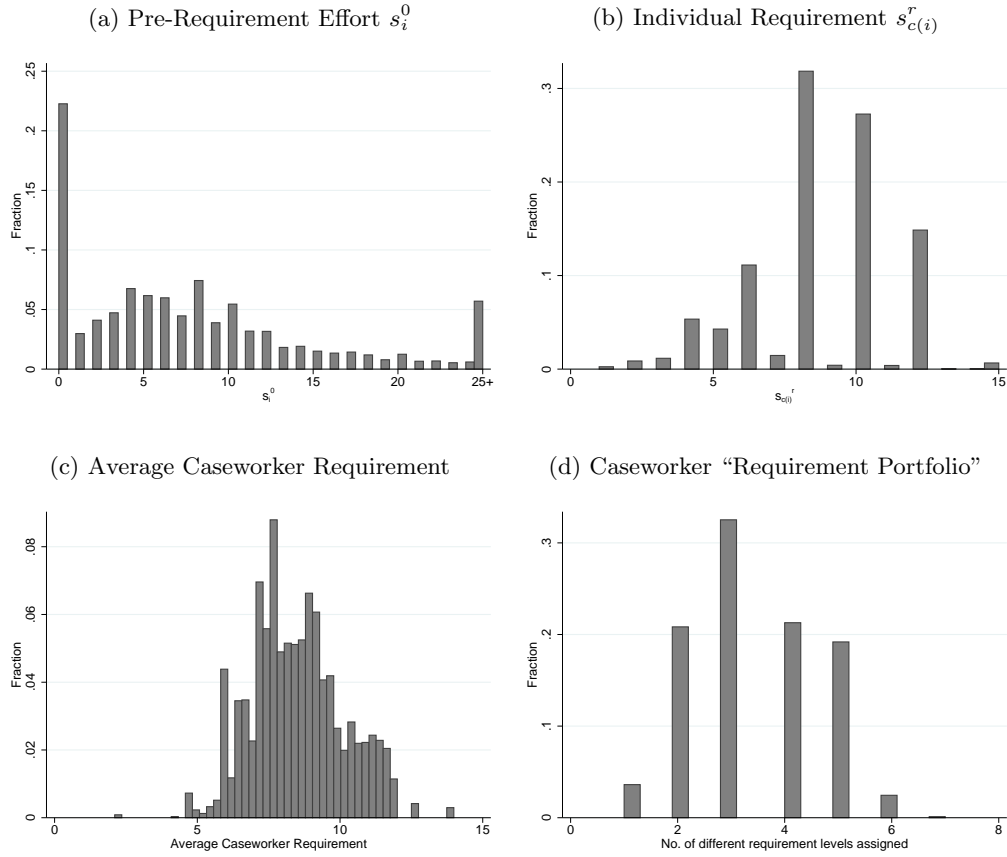 (a) Pre-Requirement Effort s_i^0
(b) Individual Requirement s_{c(i)}^r
.25
.2
.15
.1
.05
0
Fraction
0 5 10 15 20 25+
s_i^0
.3
.2
.1
0
Fraction
0 5 10 15
s_{c(i)}^r
(c) Average Caseworker Requirement
(d) Caseworker “Requirement Portfolio”
.08
.06
.04
.02
0
Fraction
0 5 10 15
Average Caseworker Requirement
.3
.2
.1
0
Fraction
0 2 4 6 8
No. of different requirement levels assigned